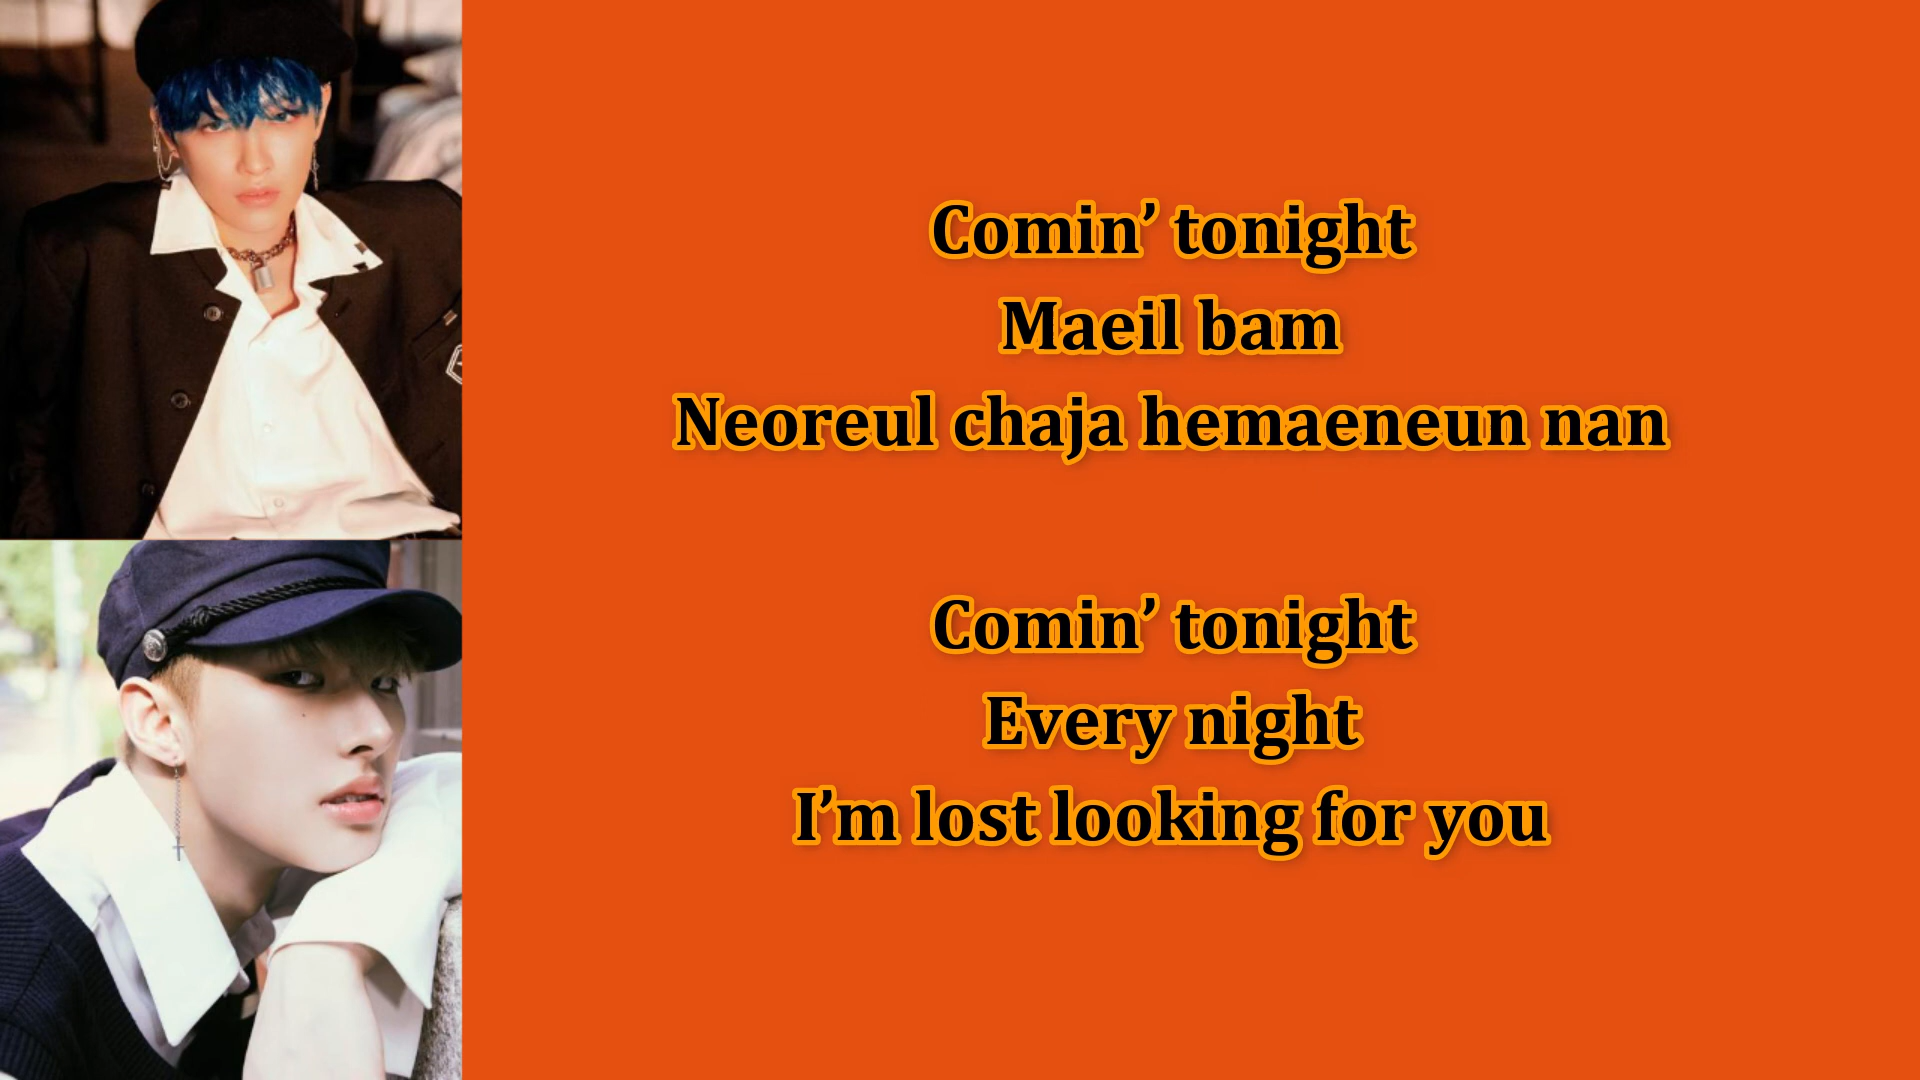 Comin’ tonight
Maeil bam
Neoreul chaja hemaeneun nan
Comin’ tonight
Every night
I’m lost looking for you